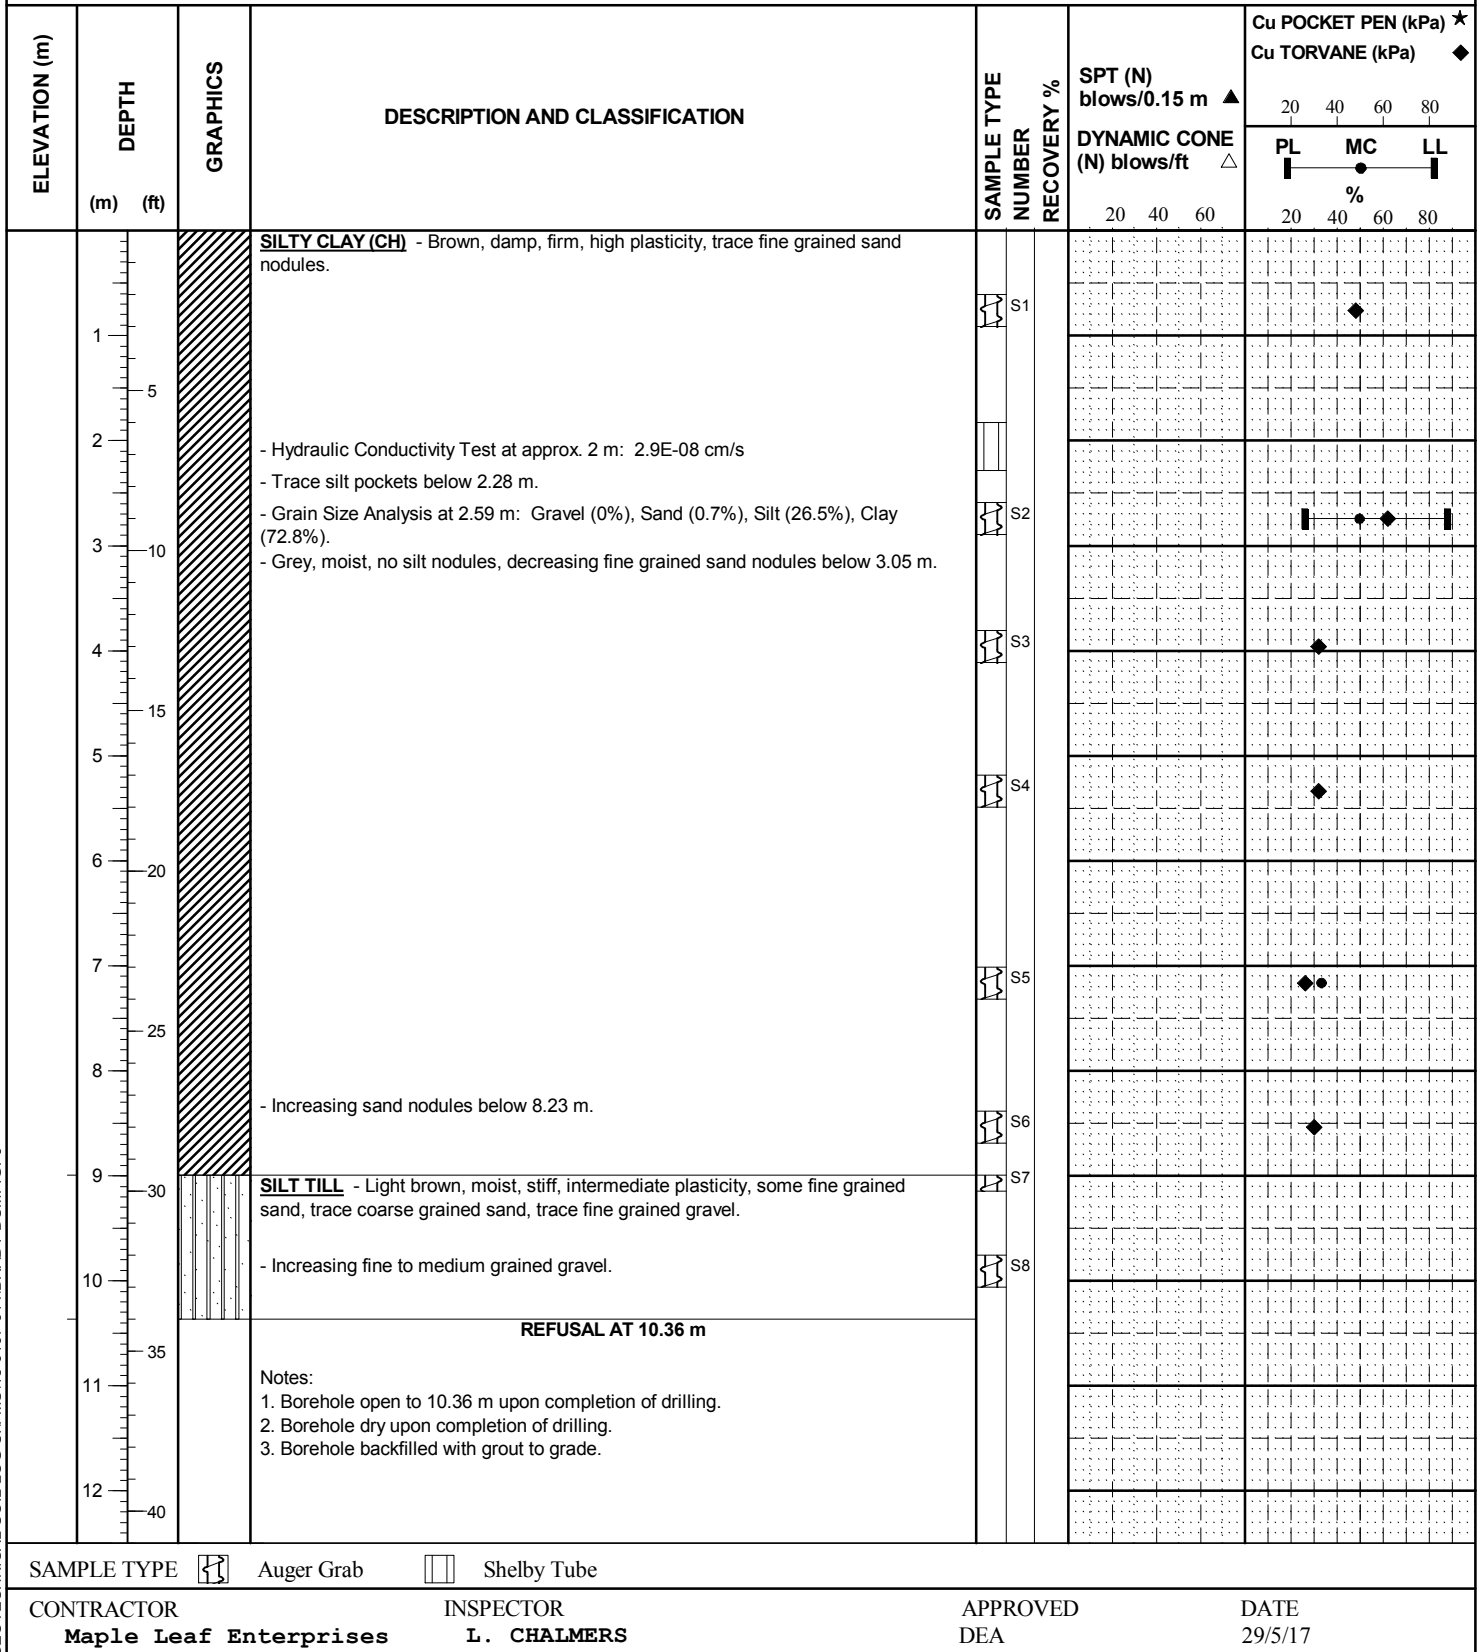 ELEVATION (m)
DEPTH
(m) (ft)
GRAPHICS
DESCRIPTION AND CLASSIFICATION
SAMPLE TYPE
NUMBER
RECOVERY %
SPT (N)
blows/0.15 m
DYNAMIC CONE
(N) blows/ft
20 40 60
Cu POCKET PEN (kPa)
Cu TORVANE (kPa)
20 40 60 80
PL MC LL
%
20 40 60 80
SILTY CLAY (CH) - Brown, damp, firm, high plasticity, trace fine grained sand
nodules.
S1
1
5
2
- Hydraulic Conductivity Test at approx. 2 m: 2.9E-08 cm/s
- Trace silt pockets below 2.28 m.
- Grain Size Analysis at 2.59 m: Gravel (0%), Sand (0.7%), Silt (26.5%), Clay
(72.8%).
S2
3
10
- Grey, moist, no silt nodules, decreasing fine grained sand nodules below 3.05 m.
S3
4
15
5
S4
6
20
7
S5
25
8
- Increasing sand nodules below 8.23 m.
S6
9
S7
30
SILT TILL - Light brown, moist, stiff, intermediate plasticity, some fine grained
sand, trace coarse grained sand, trace fine grained gravel.
- Increasing fine to medium grained gravel.
S8
10
REFUSAL AT 10.36 m
35
Notes:
11
1. Borehole open to 10.36 m upon completion of drilling.
2. Borehole dry upon completion of drilling.
3. Borehole backfilled with grout to grade.
12
40
SAMPLE TYPE Auger Grab Shelby Tube
CONTRACTOR INSPECTOR APPROVED DATE
Maple Leaf Enterprises L. CHALMERS DEA 29/5/17